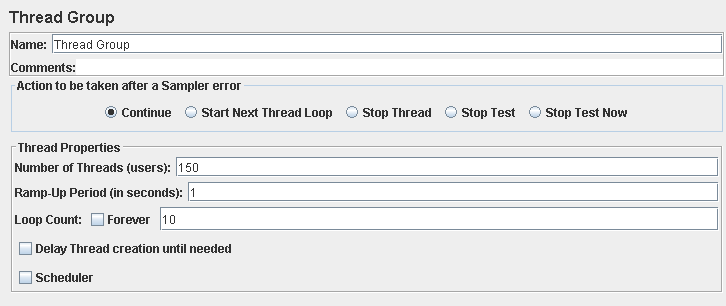 Thread Group
Name: Thread Group
Comments:
Action to be taken after a Sampler error
Continue Start Next Thread Loop Stop Thread Stop Test Stop Test Now
Thread Properties
Number of Threads (users): 150
Ramp-Up Period (in seconds): 1
Loop Count: Forever 10
Delay Thread creation until needed
Scheduler